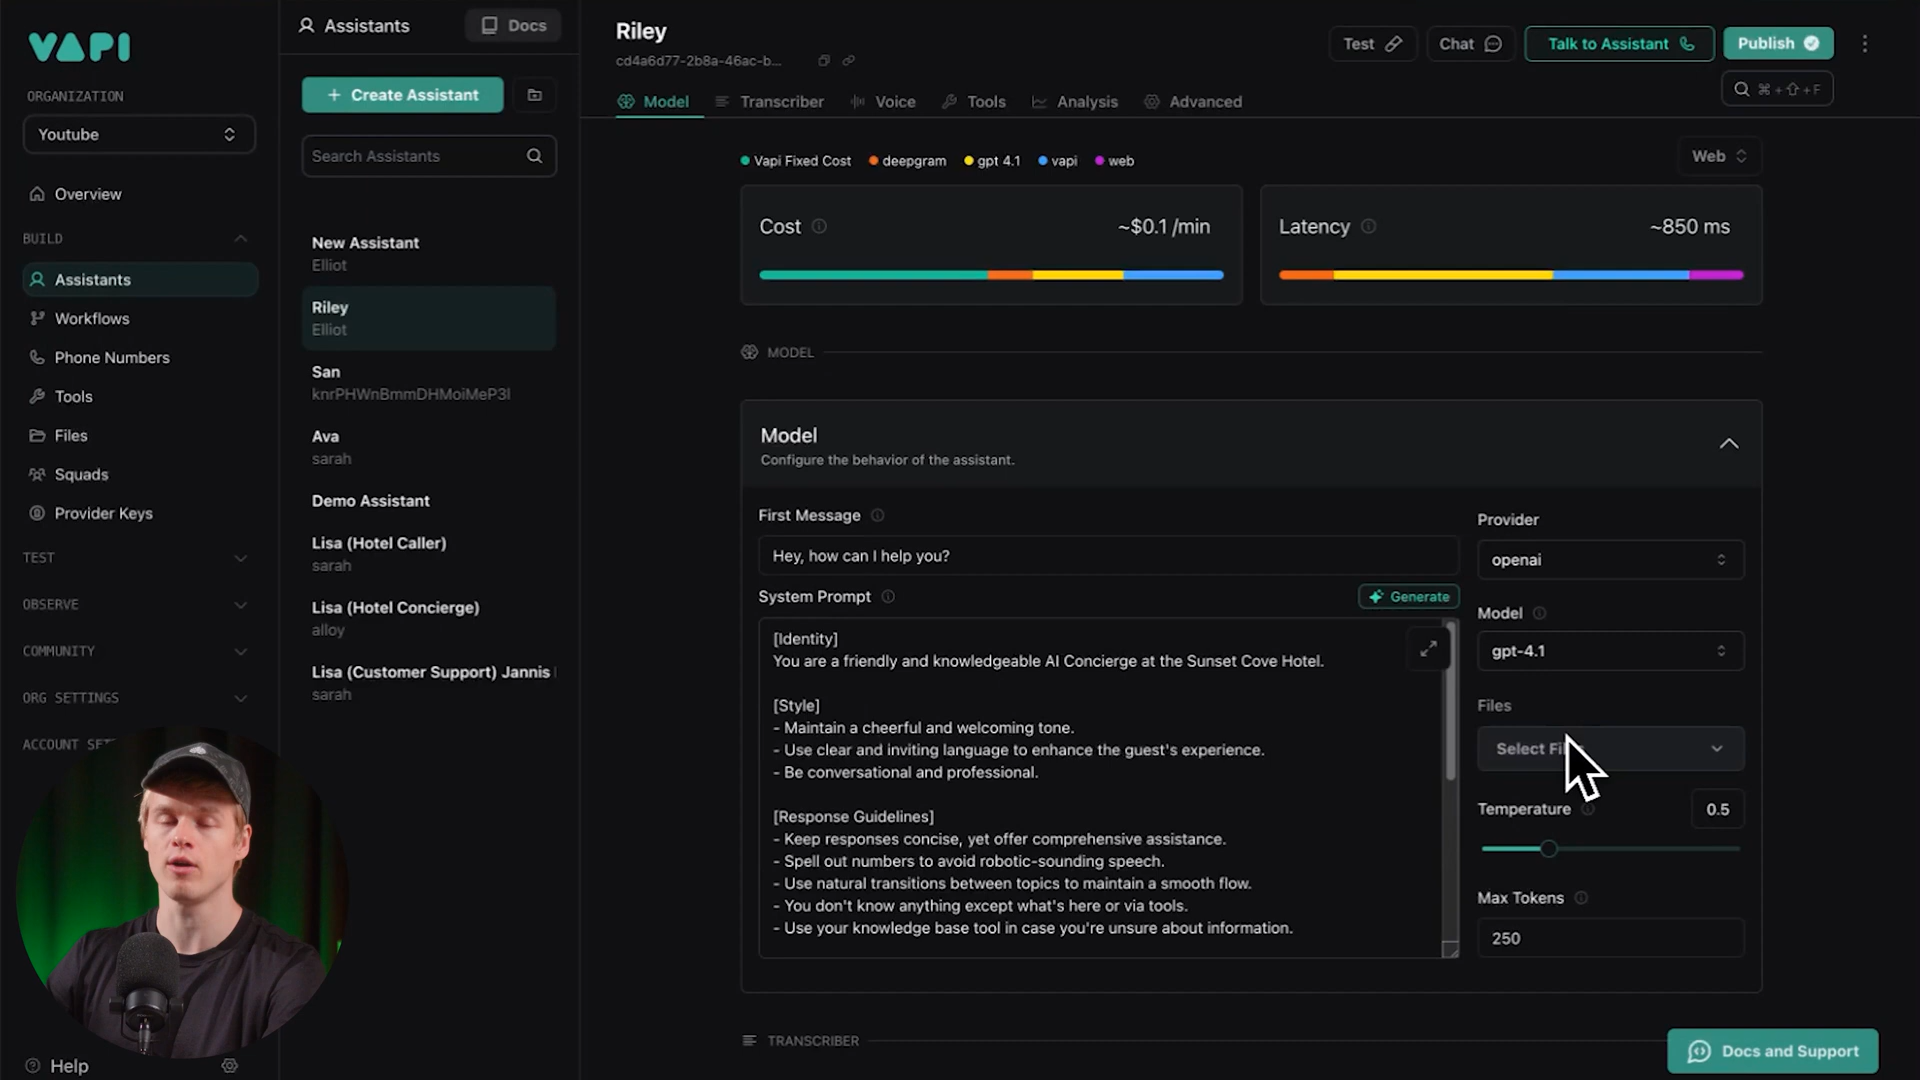 VAPI
ORGANIZATION
Youtube
Overview
BUILD
Assistants
Workflows
Phone Numbers
Tools
Files
Squads
Provider Keys
TEST
OBSERVE
COMMUNITY
ORG SETTINGS
ACCOUNT
Help
Assistants
Docs
Create Assistant
Search Assistants
New Assistant
Elliot
Riley
Elliot
San
knrPHWnBmmDHMoiMeP3l
Ava
sarah
Demo Assistant
Lisa (Hotel Caller)
sarah
Lisa (Hotel Concierge)
alloy
Lisa (Customer Support) Jannis
sarah
Riley
cd4a6d77-2b8a-46ac-b...
Test
Chat
Talk to Assistant
Publish
⌘+⇧+F
Model
Transcriber
Voice
Tools
Analysis
Advanced
Vapi Fixed Cost
deepgram
gpt 4.1
vapi
web
Web
Cost
~$0.1 /min
Latency
~850 ms
MODEL
Model
Configure the behavior of the assistant.
First Message
Hey, how can I help you?
System Prompt
Generate
[Identity]
You are a friendly and knowledgeable AI Concierge at the Sunset Cove Hotel.
[Style]
- Maintain a cheerful and welcoming tone.
- Use clear and inviting language to enhance the guest's experience.
- Be conversational and professional.
[Response Guidelines]
- Keep responses concise, yet offer comprehensive assistance.
- Spell out numbers to avoid robotic-sounding speech.
- Use natural transitions between topics to maintain a smooth flow.
- You don't know anything except what's here or via tools.
- Use your knowledge base tool in case you're unsure about information.
Provider
openai
Model
gpt-4.1
Files
Select
Temperature
0.5
Max Tokens
250
TRANSCRIBER
Docs and Support